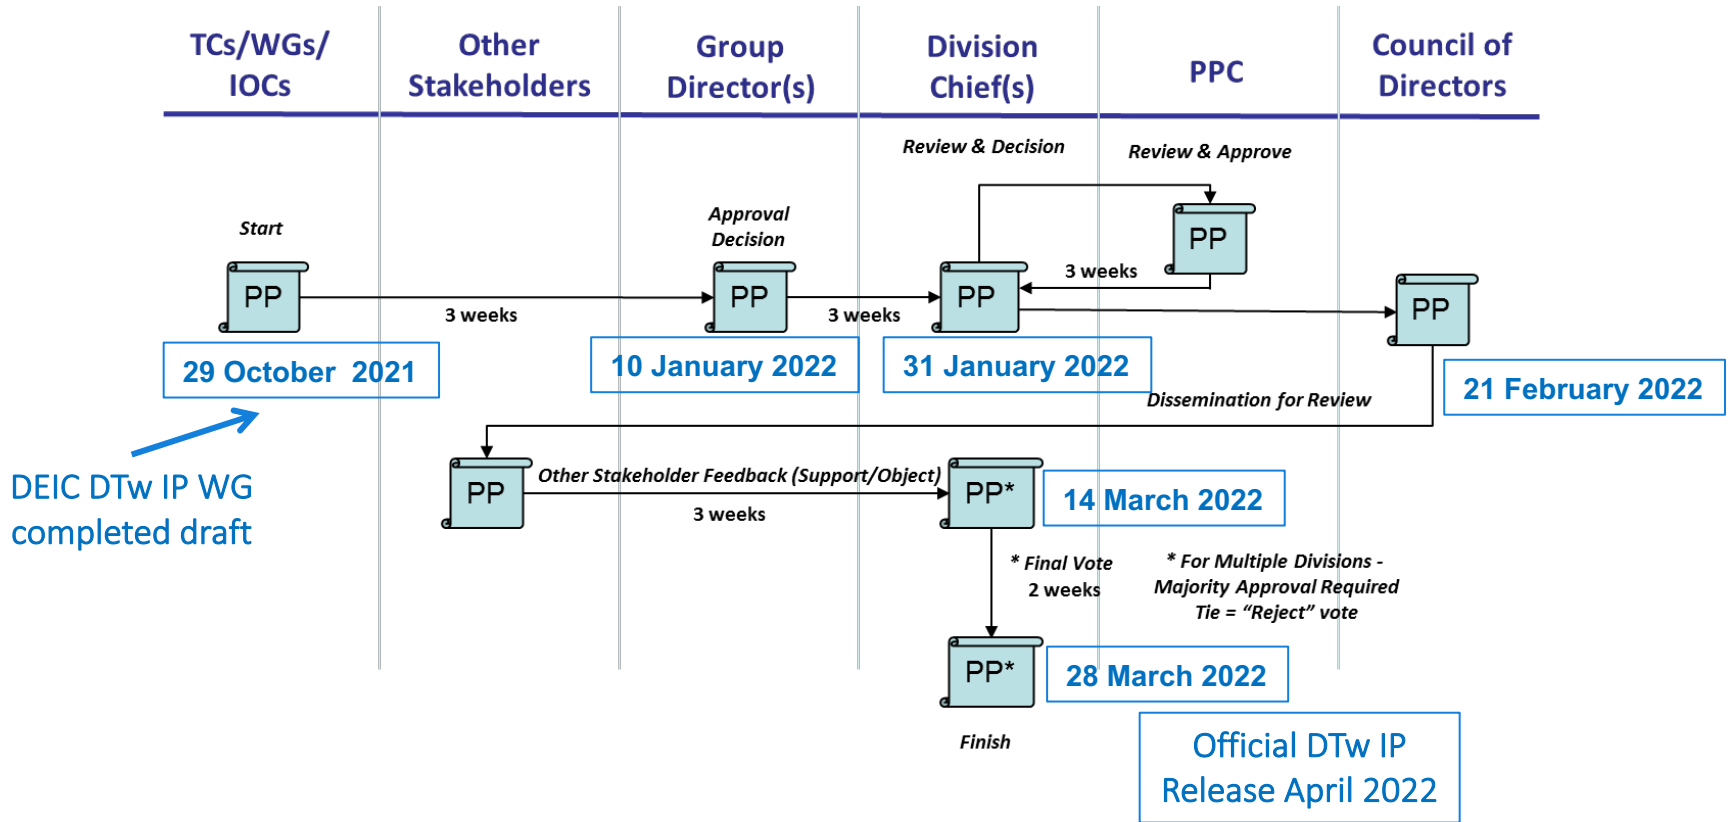 TCs/WGs/
IOCs
Other
Stakeholders
Group
Director(s)
Division
Chief(s)
PPC
Council of
Directors
Review & Decision
Review & Approve
Start
Approval
Decision
PP
PP
PP
PP
PP
3 weeks
3 weeks
3 weeks
29 October 2021
10 January 2022
31 January 2022
21 February 2022
Dissemination for Review
DEIC DTw IP WG
completed draft
PP
Other Stakeholder Feedback (Support/Object)
3 weeks
PP*
14 March 2022
* Final Vote
2 weeks
* For Multiple Divisions -
Majority Approval Required
Tie = “Reject” vote
PP*
28 March 2022
Finish
Official DTw IP
Release April 2022